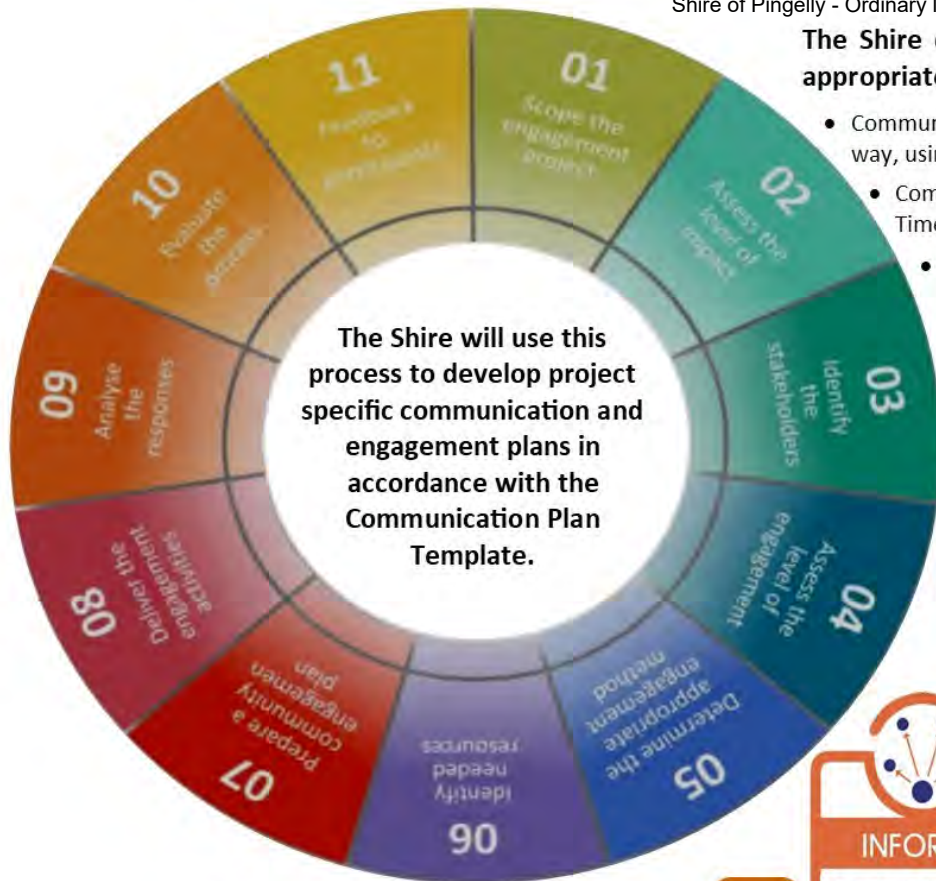 Shire of Pingelly - Ordinary
The Shire
appropriate
• Commun
way, usin
• Com
Time
•
01
Scope the
engagement
project
02
Assess the
level of
impact
03
Identify
the
stakeholders
04
Assess the
level of
engagement
05
Determine the
appropriate
engagement
method
06
identify
needed
resources
07
Prepare a
community
engagemen
plan
08
Deliver the
engagement
activities
09
Analyse
the
responses
10
Evaluate
the
process
11
Feedback
to
The Shire will use this
process to develop project
specific communication and
engagement plans in
accordance with the
Communication Plan
Template.
INFOR